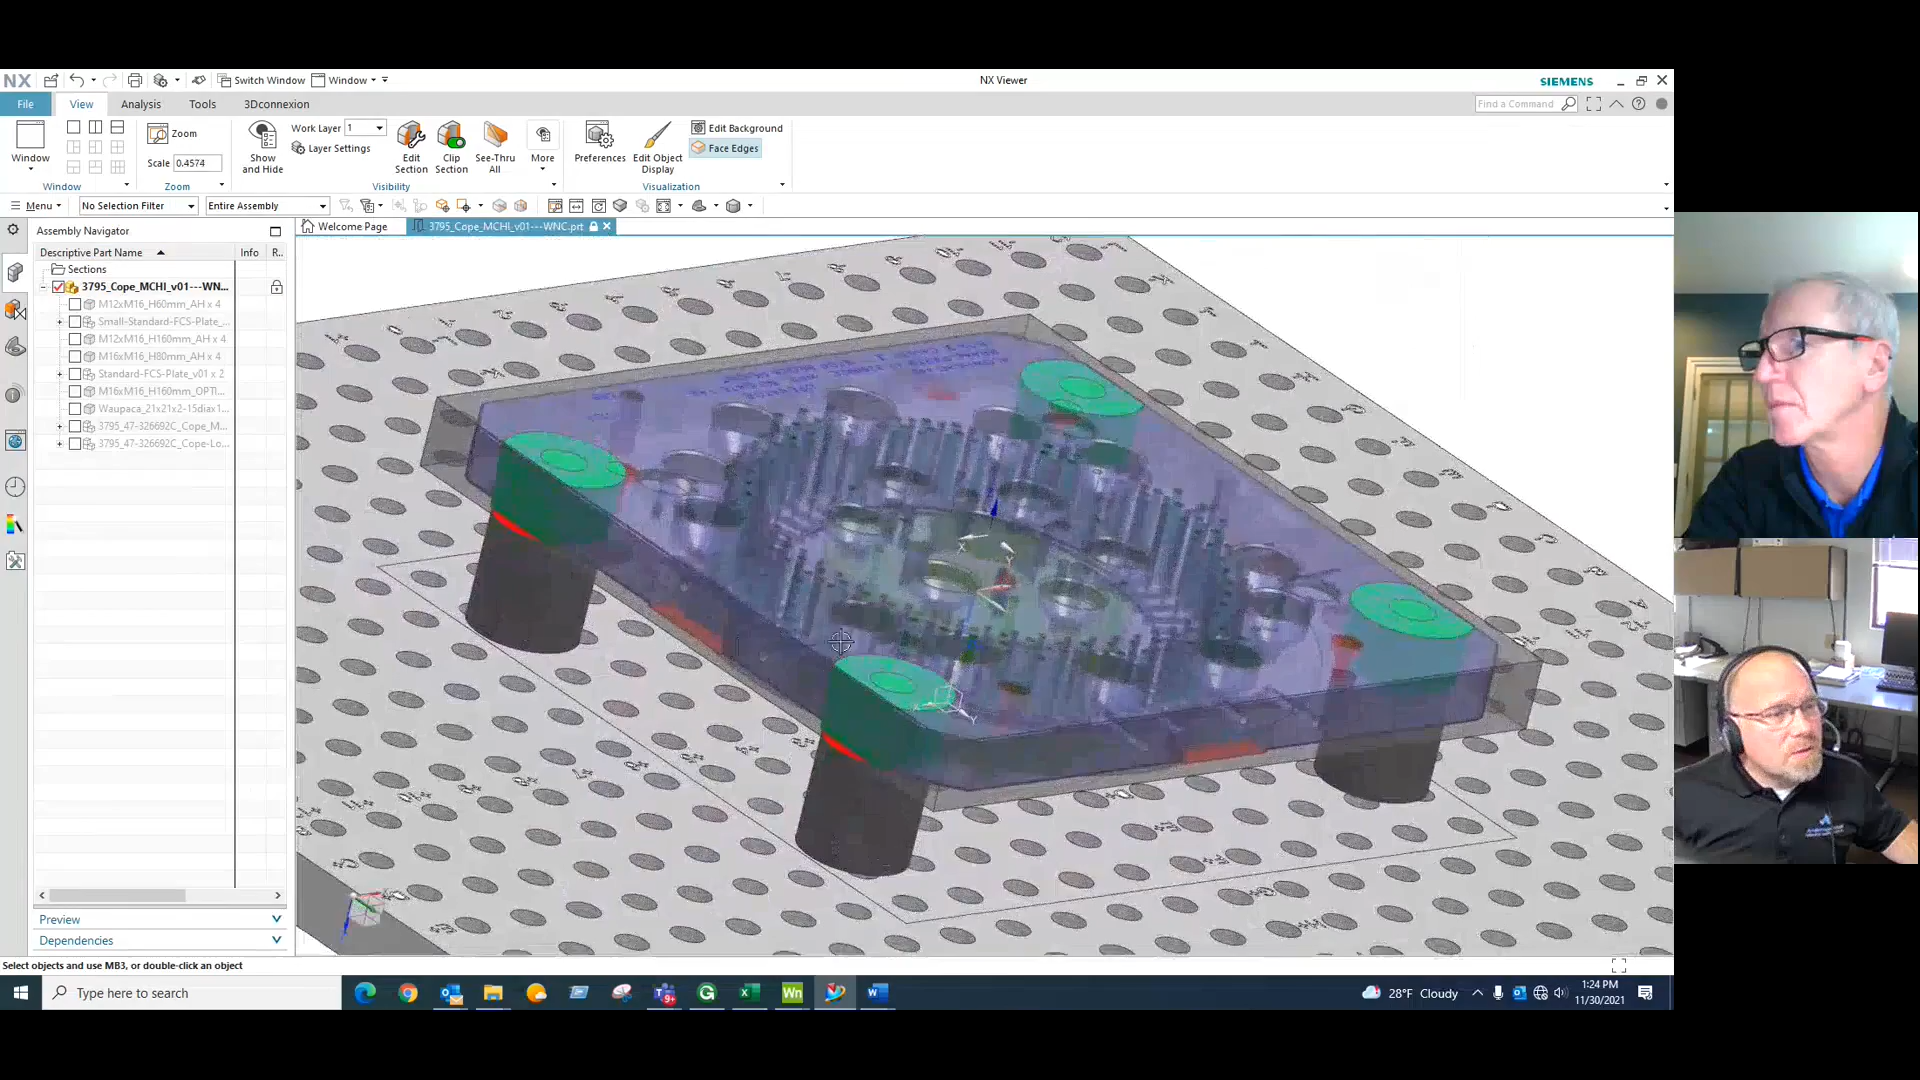 NX
Switch Window
Window
NX Viewer
SIEMENS
File
View
Analysis
Tools
3Dconnexion
Find a Command
Window
Zoom
Scale
0.4574
Show and Hide
Work Layer
1
Layer Settings
Edit Section
Clip Section
See-Thru All
More
Preferences
Edit Object Display
Edit Background
Face Edges
Window
Zoom
Visibility
Visualization
Menu
No Selection Filter
Entire Assembly
Assembly Navigator
Welcome Page
3795_Cope_MCHI_v01---WNC.prt
Descriptive Part Name
Info
R..
Sections
3795_Cope_MCHI_v01---WN...
M12xM16_H60mm_AH x 4
Small-Standard-FCS-Plate_...
M12xM16_H160mm_AH x 4
M16xM16_H80mm_AH x 4
Standard-FCS-Plate_v01 x 2
M16xM16_H160mm_OPTI...
Waupaca_21x21x2-15diax1...
3795_47-326692C_Cope_M...
3795_47-326692C_Cope-Lo...
X
Y
Y
Preview
Dependencies
Select objects and use MB3, or double-click an object
Type here to search
9+
Wn
28°F Cloudy
1:24 PM
11/30/2021